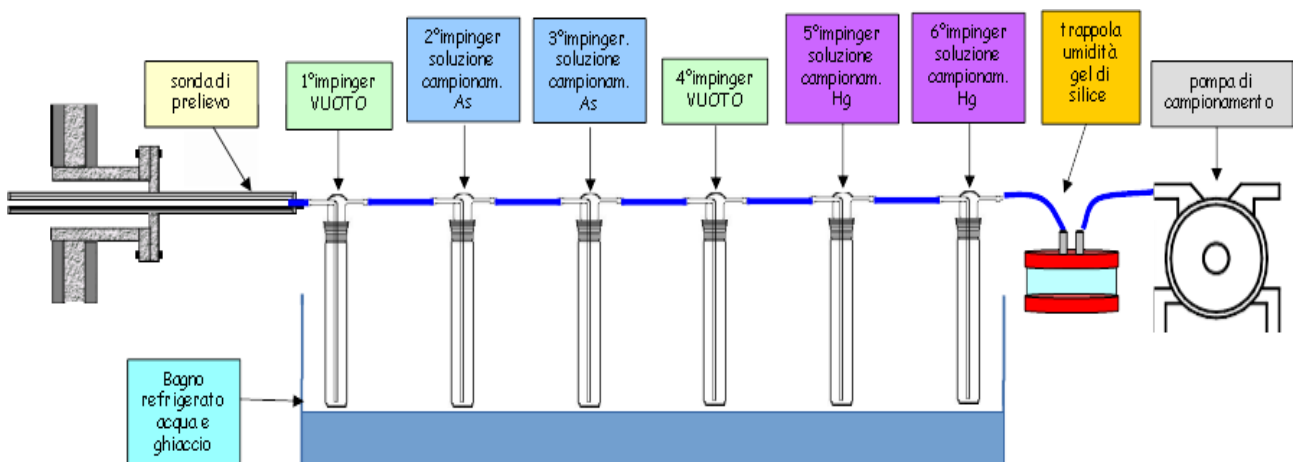 sonda di
prelievo
1°impinger
VUOTO
2°impinger
soluzione
campionam.
As
3°impinger.
soluzione
campionam.
As
4°impinger
VUOTO
5°impinger
soluzione
campionam.
Hg
6°impinger
soluzione
campionam.
Hg
trappola
umidità
gel di
silice
pompa di
campionamento
Bagno
refrigerato
acqua e
ghiaccio